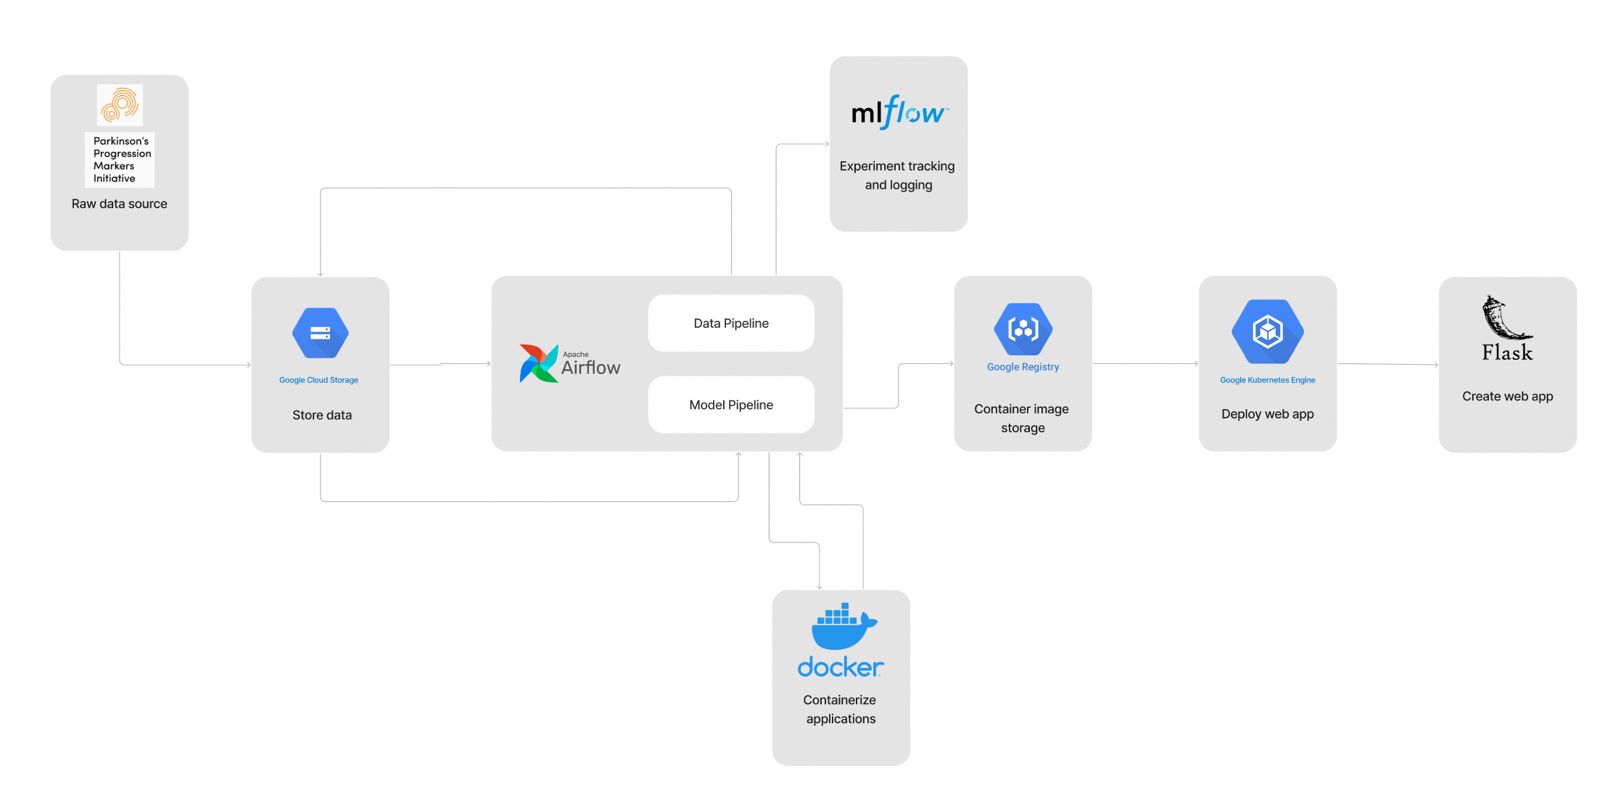 Parkinson's
Progression
Markers
Initiative
Raw data source
mlflow™
Experiment tracking
and logging
Google Cloud Storage
Store data
Apache
Airflow
Data Pipeline
Model Pipeline
Google Registry
Container image
storage
Google Kubernetes Engine
Deploy web app
Flask
Create web app
docker
Containerize
applications